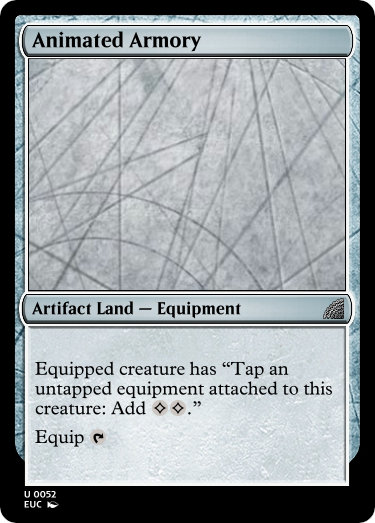 Animated Armory
Artifact Land — Equipment
Equipped creature has “Tap an
untapped equipment attached to this
creature: Add .”
Equip
U 0052
EUC